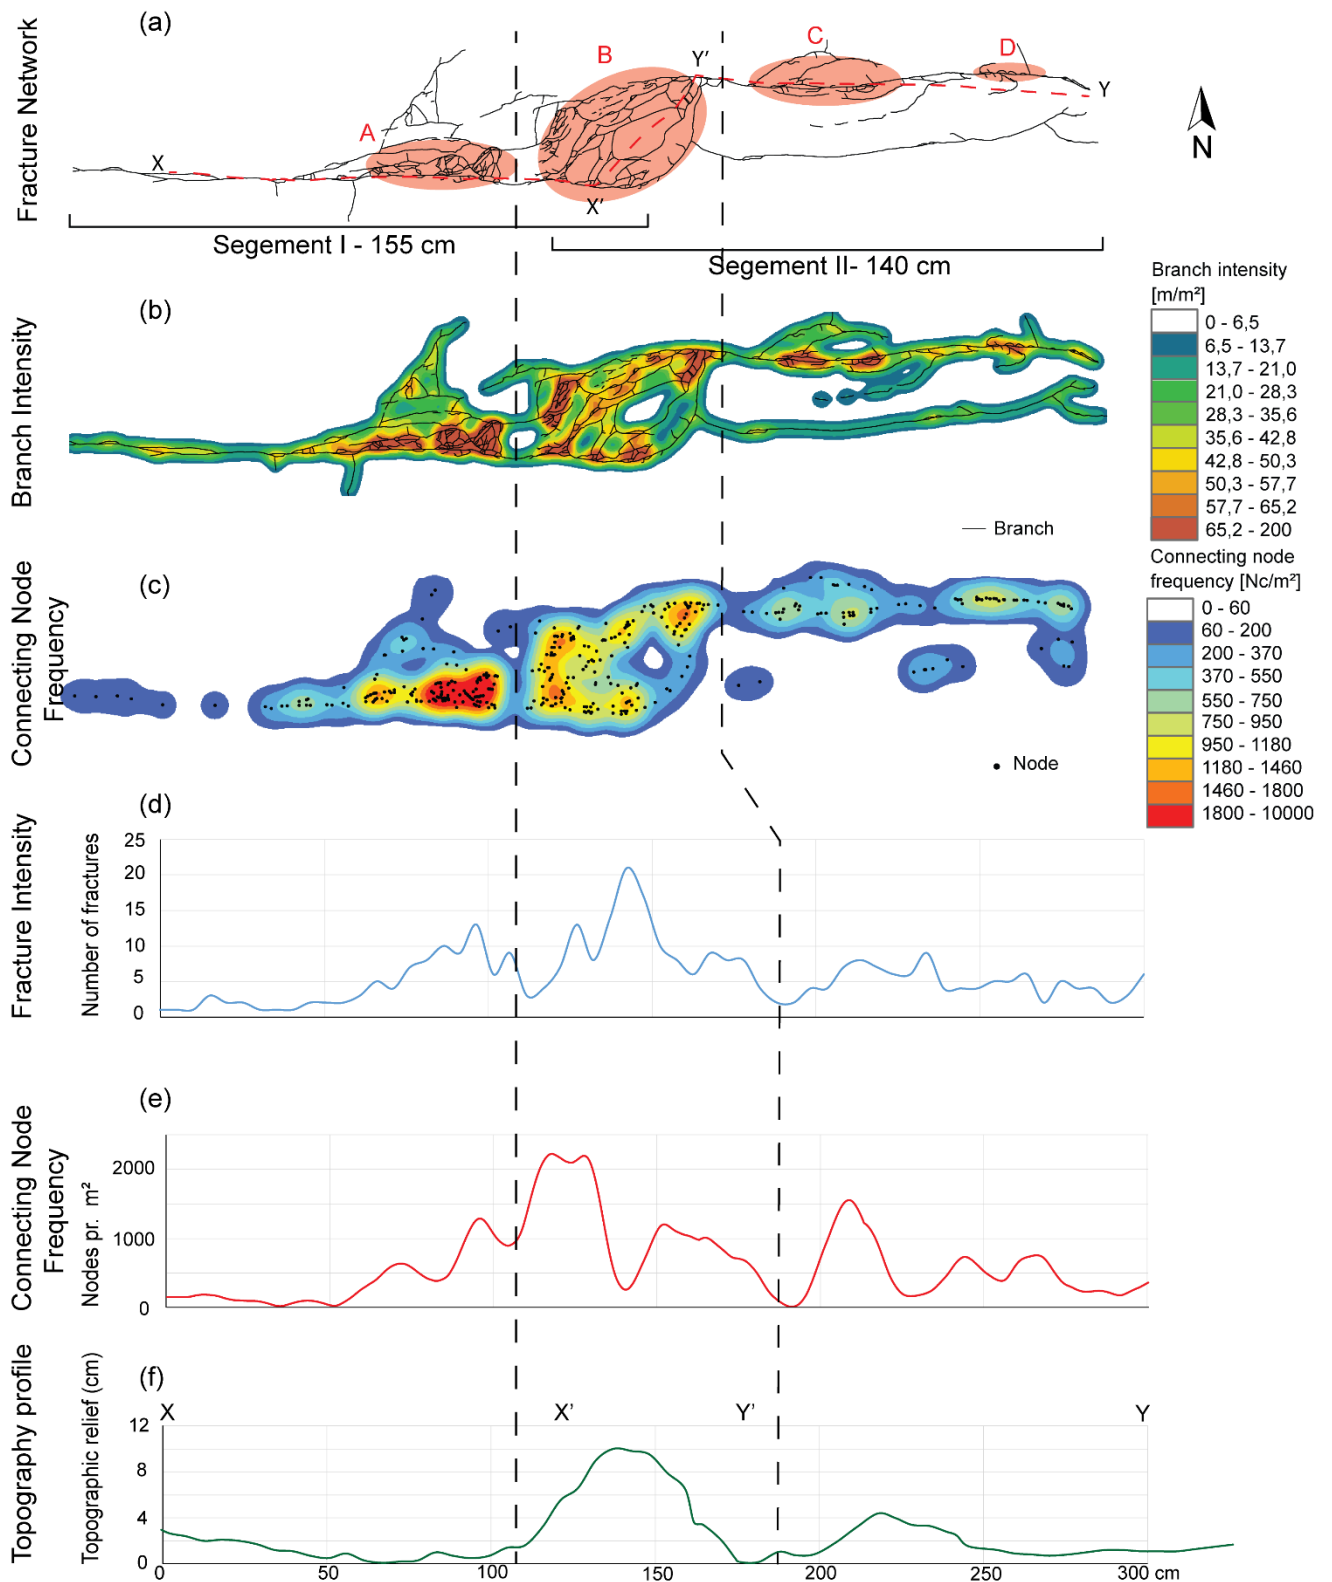 (a)
Fracture Network
A
B
C
D
X
X'
Y'
Y
N
Segement I - 155 cm
Segement II- 140 cm
(b)
Branch Intensity
Branch
Branch intensity
[m/m²]
0 - 6,5
6,5 - 13,7
13,7 - 21,0
21,0 - 28,3
28,3 - 35,6
35,6 - 42,8
42,8 - 50,3
50,3 - 57,7
57,7 - 65,2
65,2 - 200
(c)
Connecting Node
Frequency
Node
Connecting node
frequency [Nc/m²]
0 - 60
60 - 200
200 - 370
370 - 550
550 - 750
750 - 950
950 - 1180
1180 - 1460
1460 - 1800
1800 - 10000
(d)
Fracture Intensity
Number of fractures
25
20
15
10
5
0
(e)
Connecting Node
Frequency
Nodes pr. m²
2000
1000
0
(f)
Topography profile
Topographic relief (cm)
X
X'
Y'
Y
12
8
4
0
0
50
100
150
200
250
300 cm